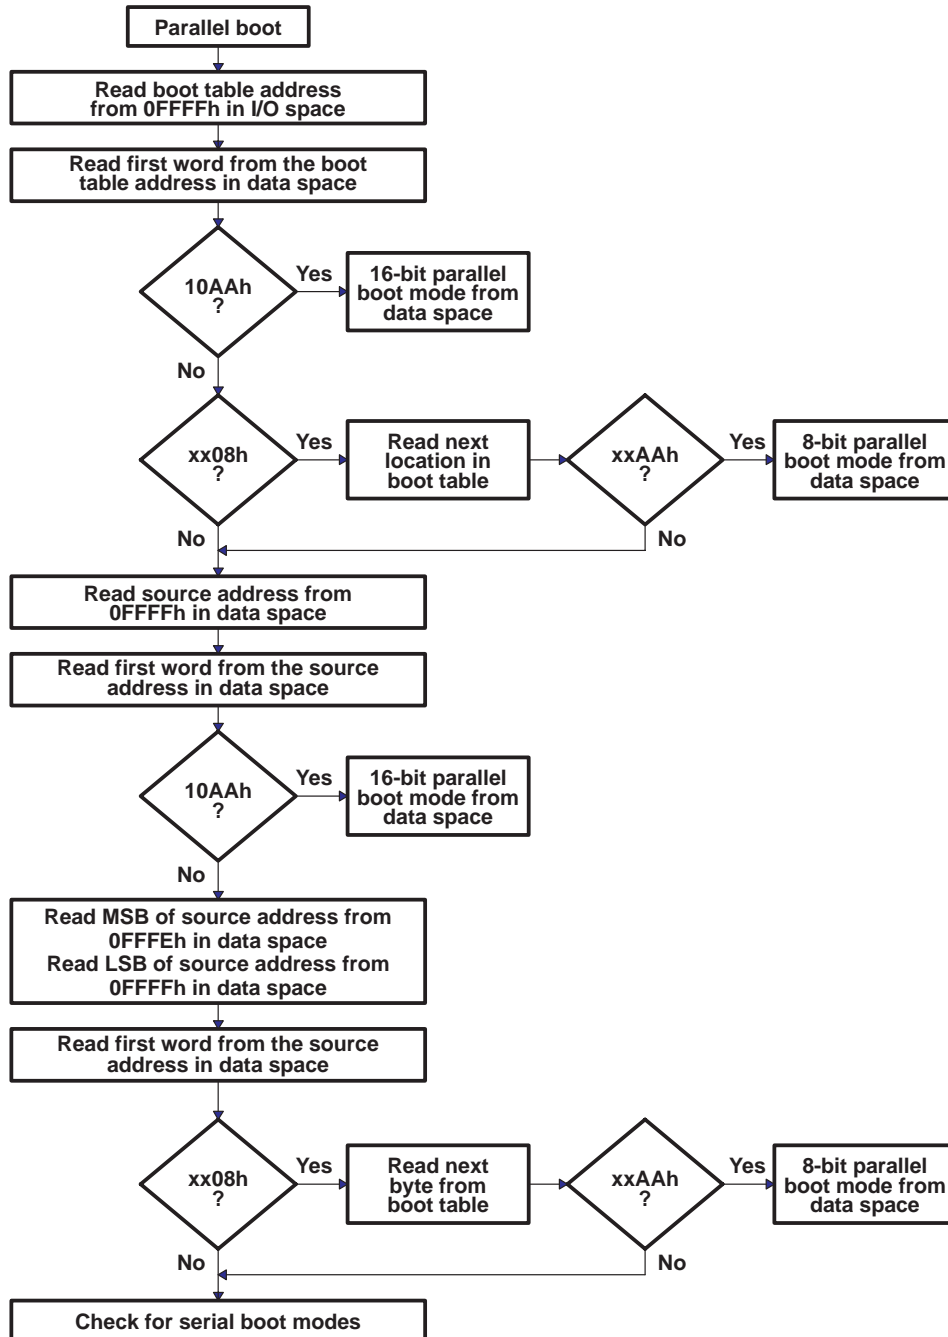 Parallel boot
Read boot table address
from 0FFFFh in I/O space
Read first word from the boot
table address in data space
10AAh
?
Yes
16-bit parallel
boot mode from
data space
No
xx08h
?
Yes
Read next
location in
boot table
xxAAh
?
Yes
8-bit parallel
boot mode from
data space
No
No
Read source address from
0FFFFh in data space
Read first word from the source
address in data space
10AAh
?
Yes
16-bit parallel
boot mode from
data space
No
Read MSB of source address from
0FFFEh in data space
Read LSB of source address from
0FFFFh in data space
Read first word from the source
address in data space
xx08h
?
Yes
Read next
byte from
boot table
xxAAh
?
Yes
8-bit parallel
boot mode from
data space
No
No
Check for serial boot modes